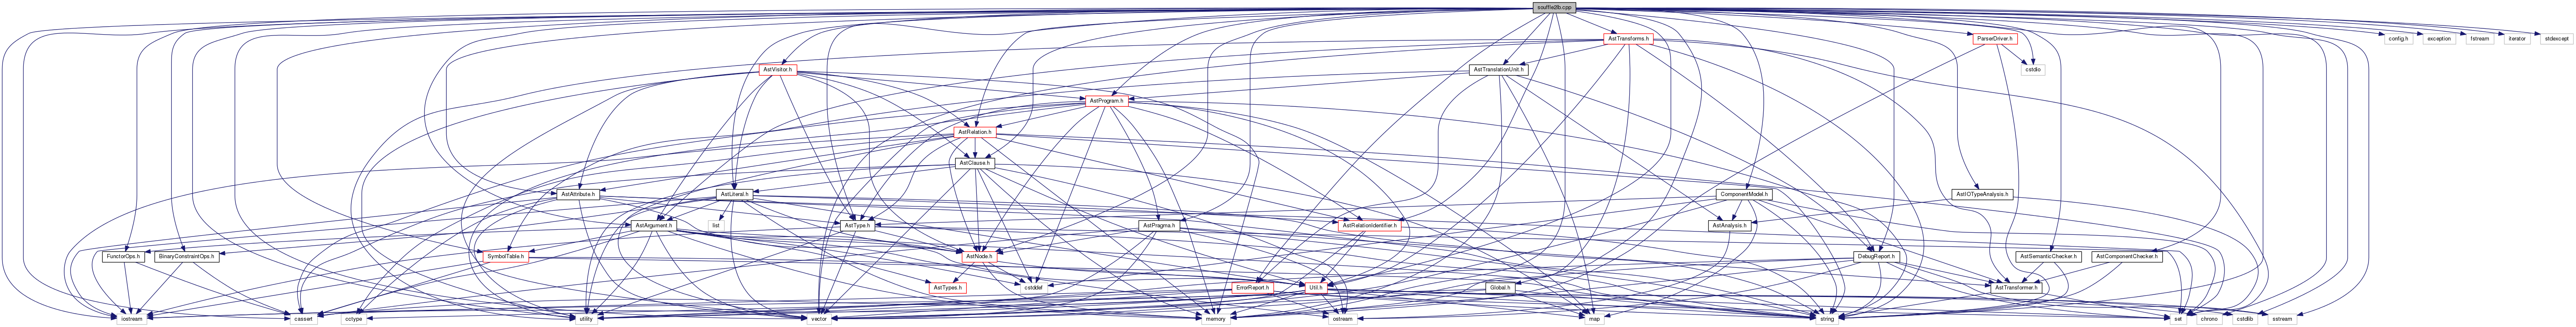 souffle2lb.cpp
AstTransforms.h
ParserDriver.h
config.h
exception
fstream
iterator
stdexcept
AstVisitor.h
AstTranslationUnit.h
cstdio
AstProgram.h
AstRelation.h
AstClause.h
AstAttribute.h
AstLiteral.h
ComponentModel.h
AstIOTypeAnalysis.h
list
AstArgument.h
AstType.h
AstPragma.h
AstRelationIdentifier.h
AstAnalysis.h
FunctorOps.h
BinaryConstraintOps.h
SymbolTable.h
AstNode.h
DebugReport.h
AstSemanticChecker.h
AstComponentChecker.h
AstTypes.h
cstddef
ErrorReport.h
Util.h
Global.h
AstTransformer.h
iostream
cassert
cctype
utility
vector
memory
ostream
map
string
set
chrono
cstdlib
sstream